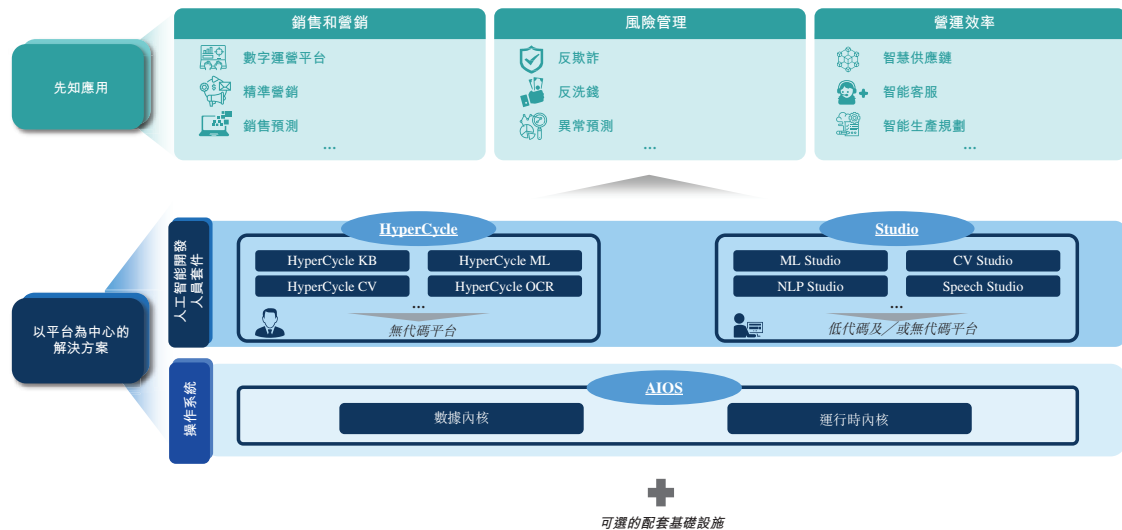 先知應用
銷售和營銷
數字運營平台
精準營銷
銷售預測
...
風險管理
反欺詐
反洗錢
異常預測
...
營運效率
智慧供應鏈
智能客服
智能生產規劃
...
以平台為中心的
解決方案
人工智能開發
人員套件
HyperCycle
HyperCycle KB
HyperCycle ML
HyperCycle CV
HyperCycle OCR
...
無代碼平台
Studio
ML Studio
CV Studio
NLP Studio
Speech Studio
...
低代碼及／或無代碼平台
操作系統
AIOS
數據內核
運行時內核
可選的配套基礎設施